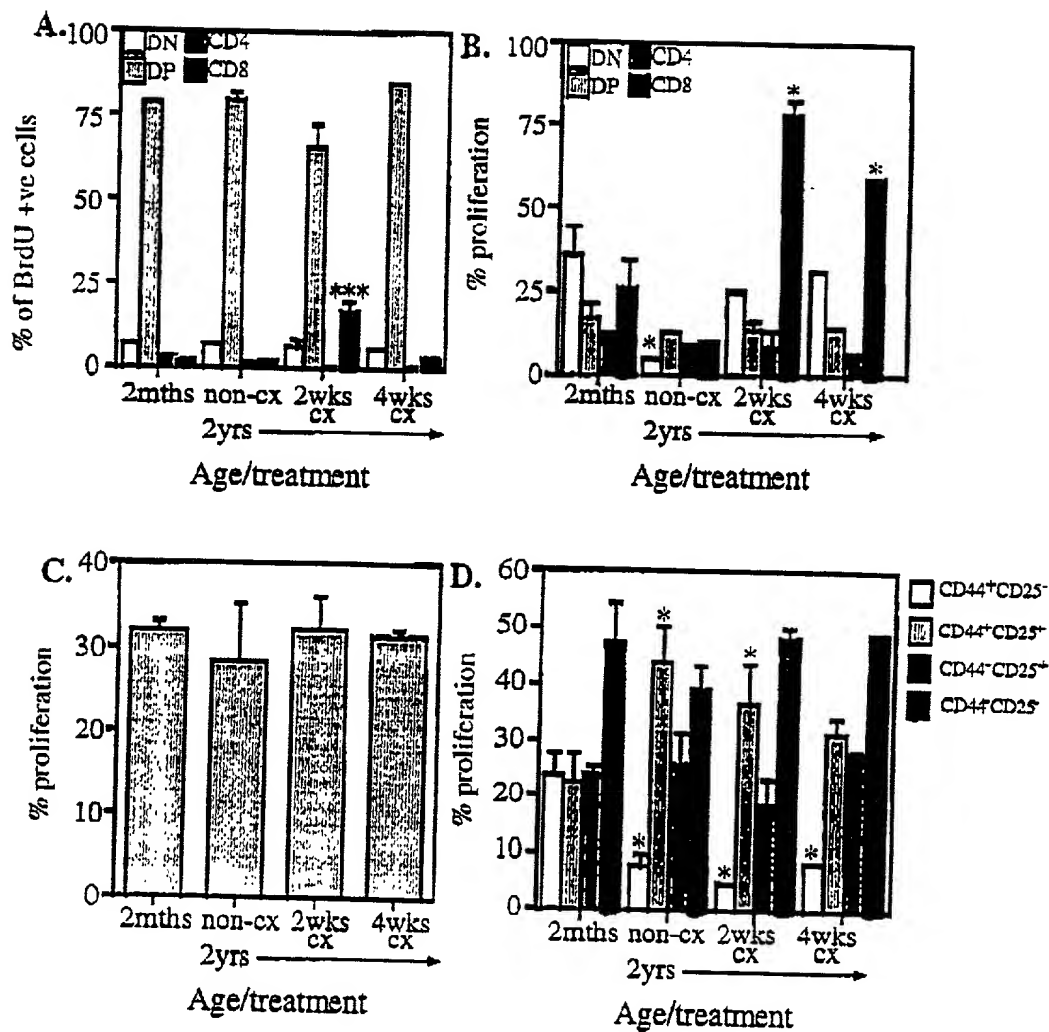 A.
DN CD4
DP CD8
100
75
50
25
0
% of BrdU +ve cells
***
2mths non-cx 2wks cx 4wks cx
2yrs
Age/treatment
B.
DN CD4
DP CD8
100
75
50
25
0
% proliferation
* * *
2mths non-cx 2wks cx 4wks cx
2yrs
Age/treatment
C.
40
30
20
10
0
% proliferation
2mths non-cx 2wks cx 4wks cx
2yrs
Age/treatment
D.
60
50
40
30
20
10
0
% proliferation
* * * * *
2mths non-cx 2wks cx 4wks cx
2yrs
Age/treatment
CD44⁺CD25⁻
CD44⁺CD25⁺
CD44⁻CD25⁺
CD44⁻CD25⁻